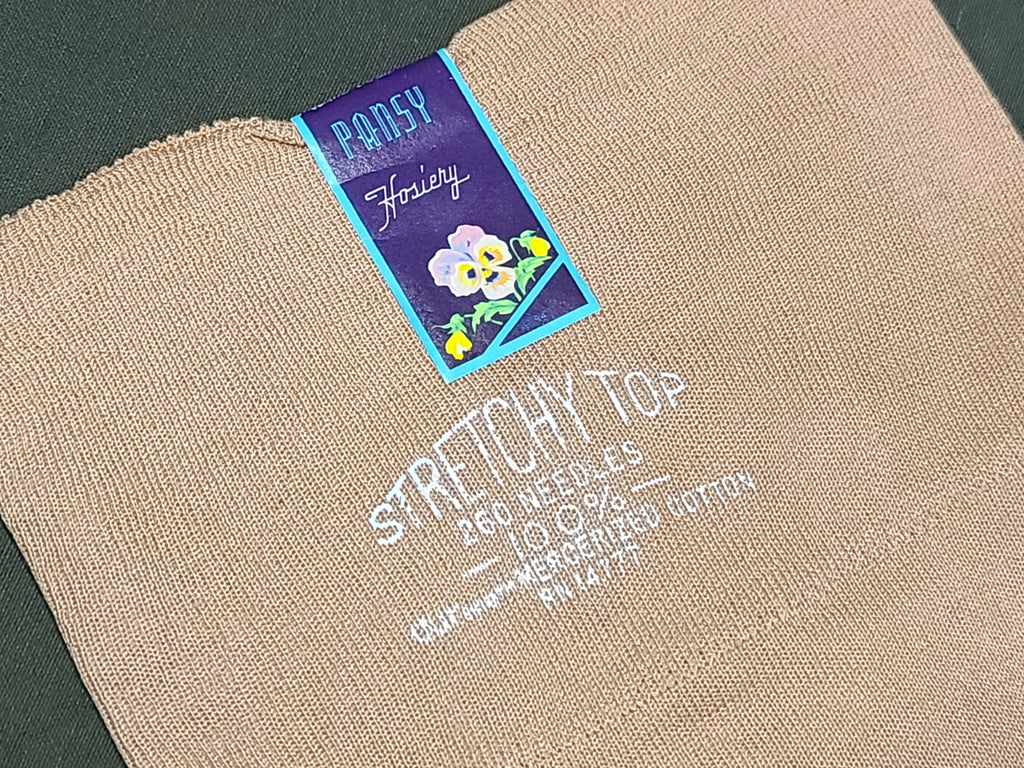 PANSY
Hosiery
STRETCHY TOP
260 NEEDLES
— 100% —
MERCERIZED COTTON
RN 14777